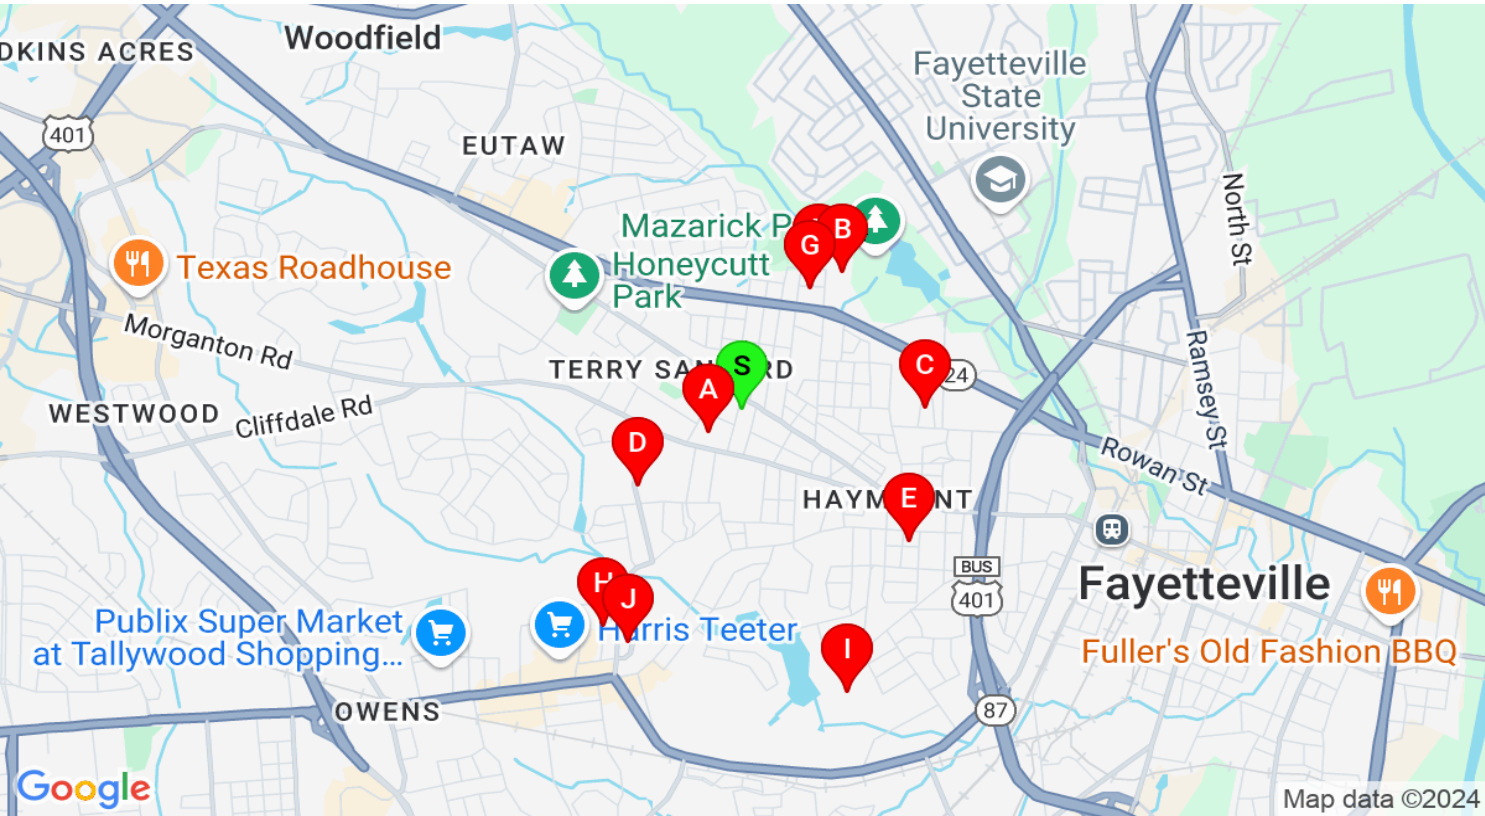 DKINS ACRES
Woodfield
401
EUTAW
Fayetteville
State
University
North St
Mazarick P
B
G
Honeycutt
Park
Texas Roadhouse
Morganton Rd
TERRY SAN
RD
S
A
C
24
Ramsey St
WESTWOOD
Cliffdale Rd
D
Rowan St
HAYM
NT
E
BUS
401
Fayetteville
H
J
Publix Super Market
at Tallywood Shopping...
Harris Teeter
I
Fuller's Old Fashion BBQ
OWENS
87
Google
Map data ©2024